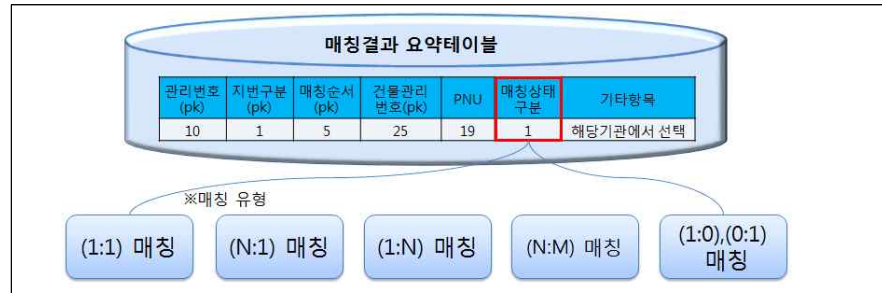 매칭결과 요약테이블
관리번호 지번구분 매칭순서 건물관리 PNU 매칭상태 기타항목
(pk) (pk) (pk) 번호(pk) 구분
10 1 5 25 19 1 해당기관에서 선택
※매칭 유형
(1:1) 매칭 (N:1) 매칭 (1:N) 매칭 (N:M) 매칭 (1:0),(0:1)
매칭